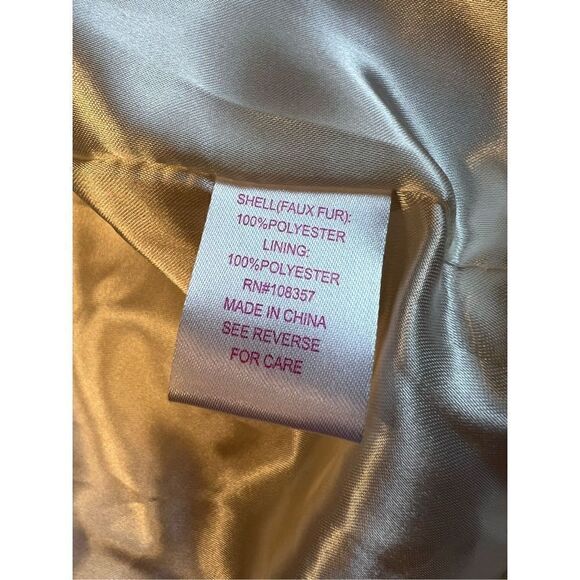 SHELL(FAUX FUR):
100%POLYESTER
LINING:
100%POLYESTER
RN#108357
MADE IN CHINA
SEE REVERSE
FOR CARE